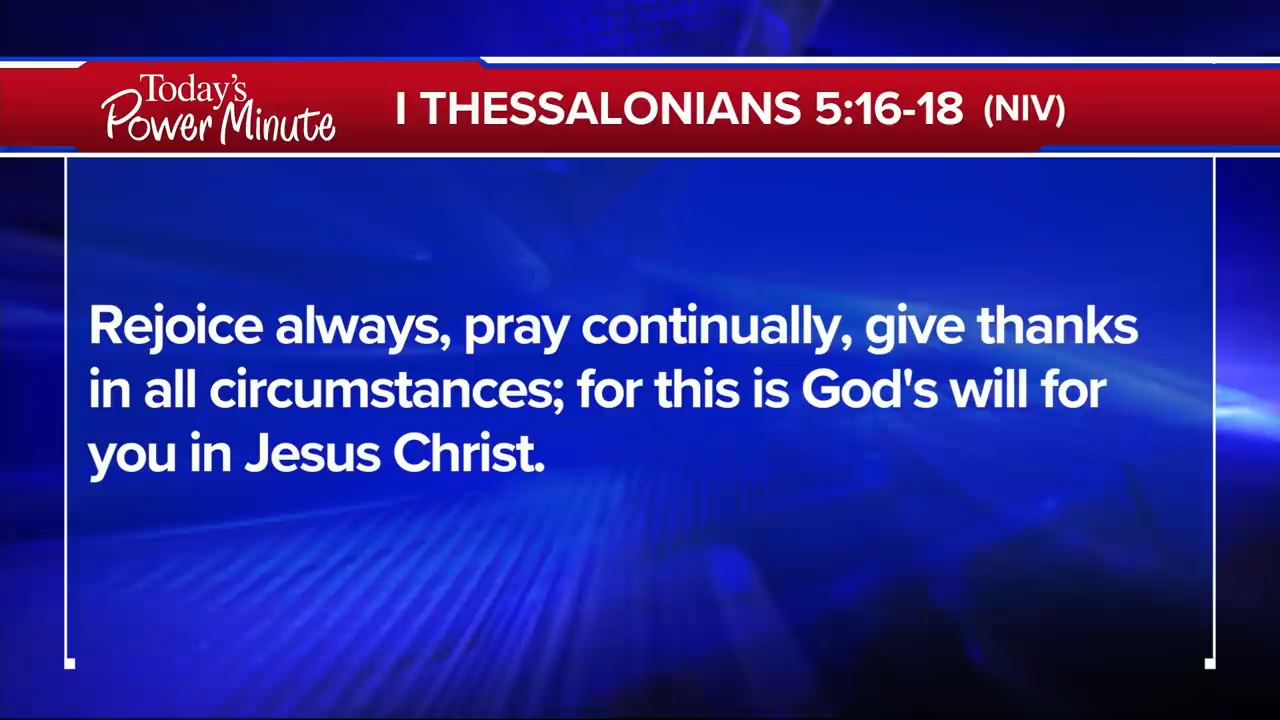 Today's
Power Minute
I THESSALONIANS 5:16-18 (NIV)
Rejoice always, pray continually, give thanks
in all circumstances; for this is God's will for
you in Jesus Christ.